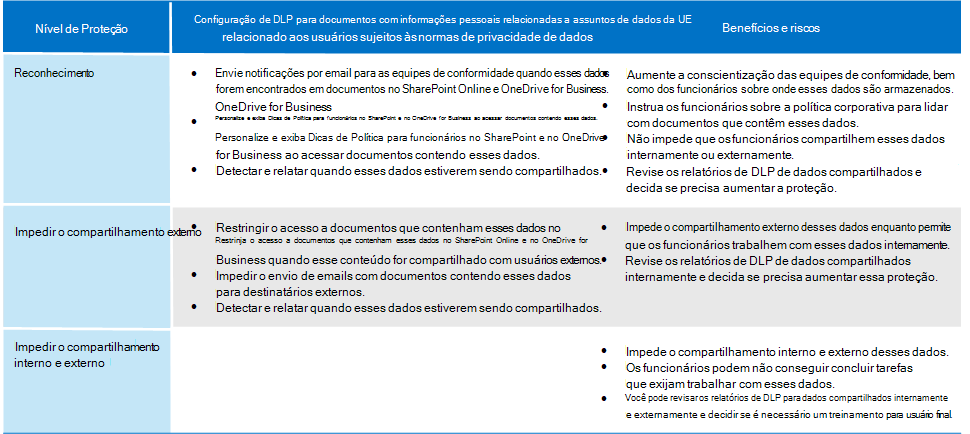 Nível de Proteção
Configuração de DLP para documentos com informações pessoais relacionadas a assuntos de dados da UE
relacionado aos usuários sujeitos às normas de privacidade de dados
Benefícios e riscos
Reconhecimento
• Envie notificações por email para as equipes de conformidade quando esses dados
forem encontrados em documentos no SharePoint Online e OneDrive for Business.
OneDrive for Business
• Personalize e exiba Dicas de Política para funcionários no SharePoint e no OneDrive for Business ao acessar documentos contendo esses dados.
Personalize e exiba Dicas de Política para funcionários no SharePoint e no OneDrive
for Business ao acessar documentos contendo esses dados.
• Detectar e relatar quando esses dados estiverem sendo compartilhados.
• Aumente a conscientização das equipes de conformidade, bem
como dos funcionários sobre onde esses dados são armazenados.
• Instrua os funcionários sobre a política corporativa para lidar
com documentos que contêm esses dados.
• Não impede que os funcionários compartilhem esses dados
internamente ou externamente.
• Revise os relatórios de DLP de dados compartilhados e
decida se precisa aumentar a proteção.
Impedir o compartilhamento externo
• Restringir o acesso a documentos que contenham esses dados no
Restrinja o acesso a documentos que contenham esses dados no SharePoint Online e no OneDrive for
Business quando esse conteúdo for compartilhado com usuários externos.
• Impedir o envio de emails com documentos contendo esses dados
para destinatários externos.
• Detectar e relatar quando esses dados estiverem sendo compartilhados.
• Impede o compartilhamento externo desses dados enquanto permite
que os funcionários trabalhem com esses dados internamente.
• Revise os relatórios de DLP de dados compartilhados
internamente e decida se precisa aumentar essa proteção.
Impedir o compartilhamento
interno e externo
• Impede o compartilhamento interno e externo desses dados.
• Os funcionários podem não conseguir concluir tarefas
que exijam trabalhar com esses dados.
• Você pode revisar os relatórios de DLP para dados compartilhados internamente
e externamente e decidir se é necessário um treinamento para usuário final.